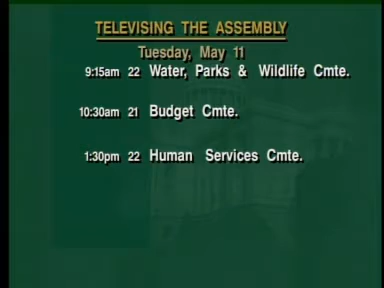 TELEVISING THE ASSEMBLY
Tuesday, May 11
9:15am 22 Water, Parks & Wildlife Cmte.
10:30am 21 Budget Cmte.
1:30pm 22 Human Services Cmte.